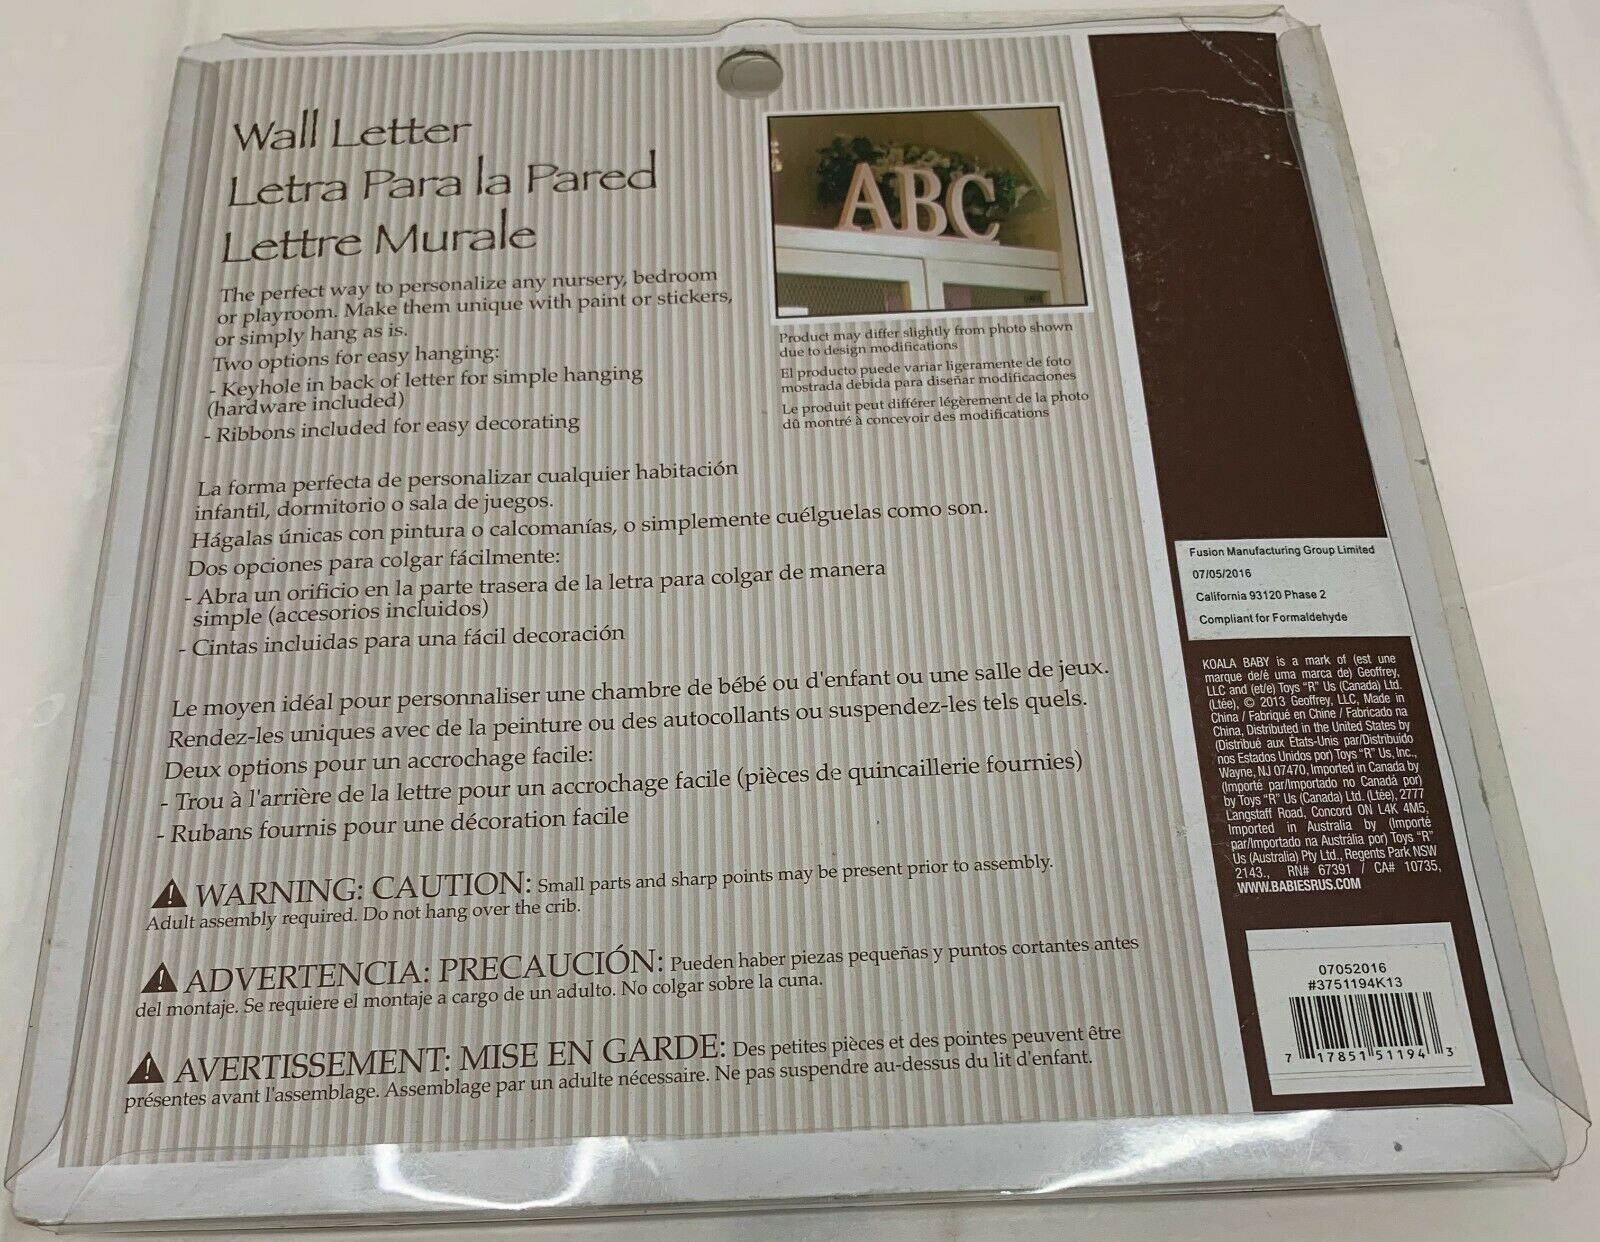 Wall Letter
Letra Para la Pared
Lettre Murale
The perfect way to personalize any nursery, bedroom
or playroom. Make them unique with paint or stickers,
or simply hang as is.
Two options for easy hanging:
- Keyhole in back of letter for simple hanging
(hardware included)
- Ribbons included for easy decorating
ABC
Product may differ slightly from photo shown
due to design modifications
El producto puede variar ligeramente de foto
mostrada debida para diseñar modificaciones
Le produit peut différer légèrement de la photo
dû montré à concevoir des modifications
La forma perfecta de personalizar cualquier habitación
infantil, dormitorio o sala de juegos.
Hágalas únicas con pintura o calcomanías, o simplemente cuélguelas como son.
Dos opciones para colgar fácilmente:
- Abra un orificio en la parte trasera de la letra para colgar de manera
simple (accesorios incluidos)
- Cintas incluidas para una fácil decoración
Le moyen idéal pour personnaliser une chambre de bébé ou d'enfant ou une salle de jeux.
Rendez-les uniques avec de la peinture ou des autocollants ou suspendez-les tels quels.
Deux options pour un accrochage facile:
- Trou à l'arrière de la lettre pour un accrochage facile (pièces de quincaillerie fournies)
- Rubans fournis pour une décoration facile
WARNING: CAUTION: Small parts and sharp points may be present prior to assembly.
Adult assembly required. Do not hang over the crib.
ADVERTENCIA: PRECAUCIÓN: Pueden haber piezas pequeñas y puntos cortantes antes
del montaje. Se requiere el montaje a cargo de un adulto. No colgar sobre la cuna.
AVERTISSEMENT: MISE EN GARDE: Des petites pièces et des pointes peuvent être
présentes avant l'assemblage. Assemblage par un adulte nécessaire. Ne pas suspendre au-dessus du lit d'enfant.
Fusion Manufacturing Group Limited
07/05/2016
California 93120 Phase 2
Compliant for Formaldehyde
KOALA BABY is a mark of (est une
marque de/é uma marca de) Geoffrey,
LLC and (et/e) Toys "R" Us (Canada) Ltd.
(Ltée), © 2013 Geoffrey, LLC, Made in
China / Fabriqué en Chine / Fabricado na
China, Distributed in the United States by
(Distribué aux États-Unis par/Distribuido
nos Estados Unidos por) Toys "R" Us, Inc.,
Wayne, NJ 07470, Imported in Canada by
(Importé par/Importado no Canadá por)
by Toys "R" Us (Canada) Ltd. (Ltée), 2777
Langstaff Road, Concord ON L4K 4M5,
Imported in Australia by (Importé
par/Importado na Austrália por) Toys "R"
Us (Australia) Pty Ltd., Regents Park NSW
2143., RN# 67391 / CA# 10735,
WWW.BABIESRUS.COM
07052016
#3751194K13
7 17851 51194 3